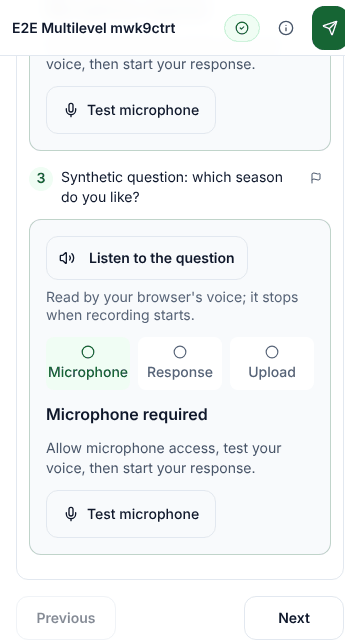 E2E Multilevel mwk9ctrt
voice, then start your response.
Test microphone
3
Synthetic question: which season
do you like?
Listen to the question
Read by your browser's voice; it stops
when recording starts.
Microphone
Response
Upload
Microphone required
Allow microphone access, test your
voice, then start your response.
Test microphone
Previous
Next